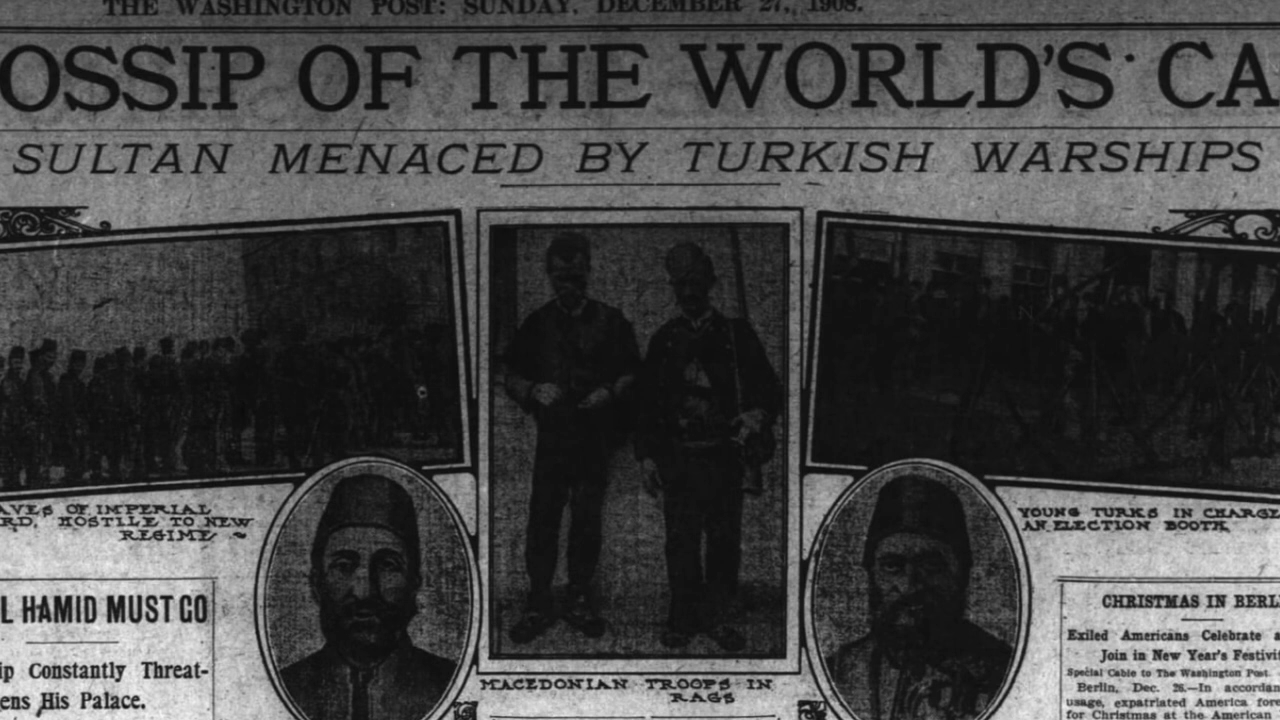 THE WASHINGTON POST: SUNDAY, DECEMBER 27, 1908.
OSSIP OF THE WORLD'S CA
SULTAN MENACED BY TURKISH WARSHIPS
AVES OF IMPERIAL
RD, HOSTILE TO NEW
REGIME
YOUNG TURKS IN CHARGE
AN ELECTION BOOTH
L HAMID MUST GO
ip Constantly Threat-
ens His Palace.
MACEDONIAN TROOPS IN
RAGS
CHRISTMAS IN BERLI
Exiled Americans Celebrate a
Join in New Year's Festivit
Special Cable to The Washington Post.
Berlin, Dec. 26.—In accordan
usage, expatriated America for
for Christmas at the American